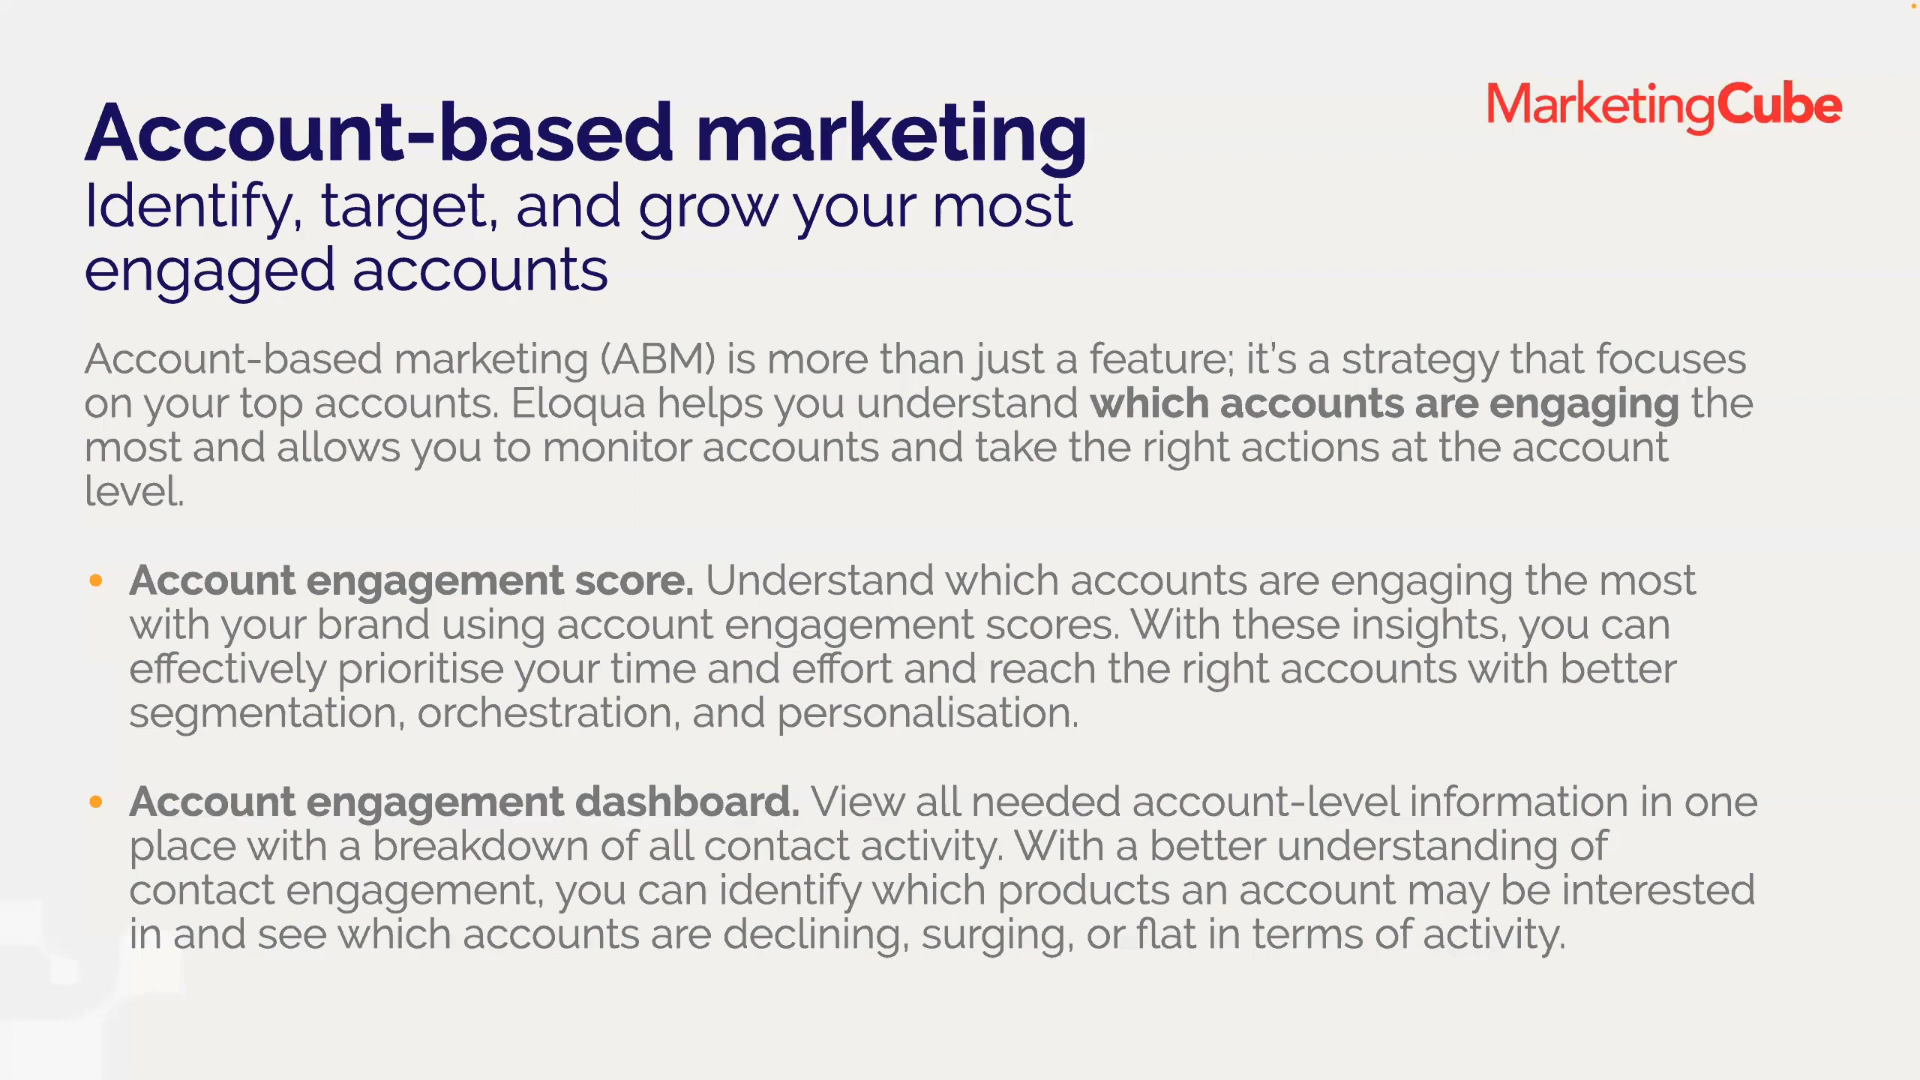 MarketingCube
Account-based marketing
Identify, target, and grow your most
engaged accounts
Account-based marketing (ABM) is more than just a feature; it’s a strategy that focuses
on your top accounts. Eloqua helps you understand which accounts are engaging the
most and allows you to monitor accounts and take the right actions at the account
level.
• Account engagement score. Understand which accounts are engaging the most
with your brand using account engagement scores. With these insights, you can
effectively prioritise your time and effort and reach the right accounts with better
segmentation, orchestration, and personalisation.
• Account engagement dashboard. View all needed account-level information in one
place with a breakdown of all contact activity. With a better understanding of
contact engagement, you can identify which products an account may be interested
in and see which accounts are declining, surging, or flat in terms of activity.